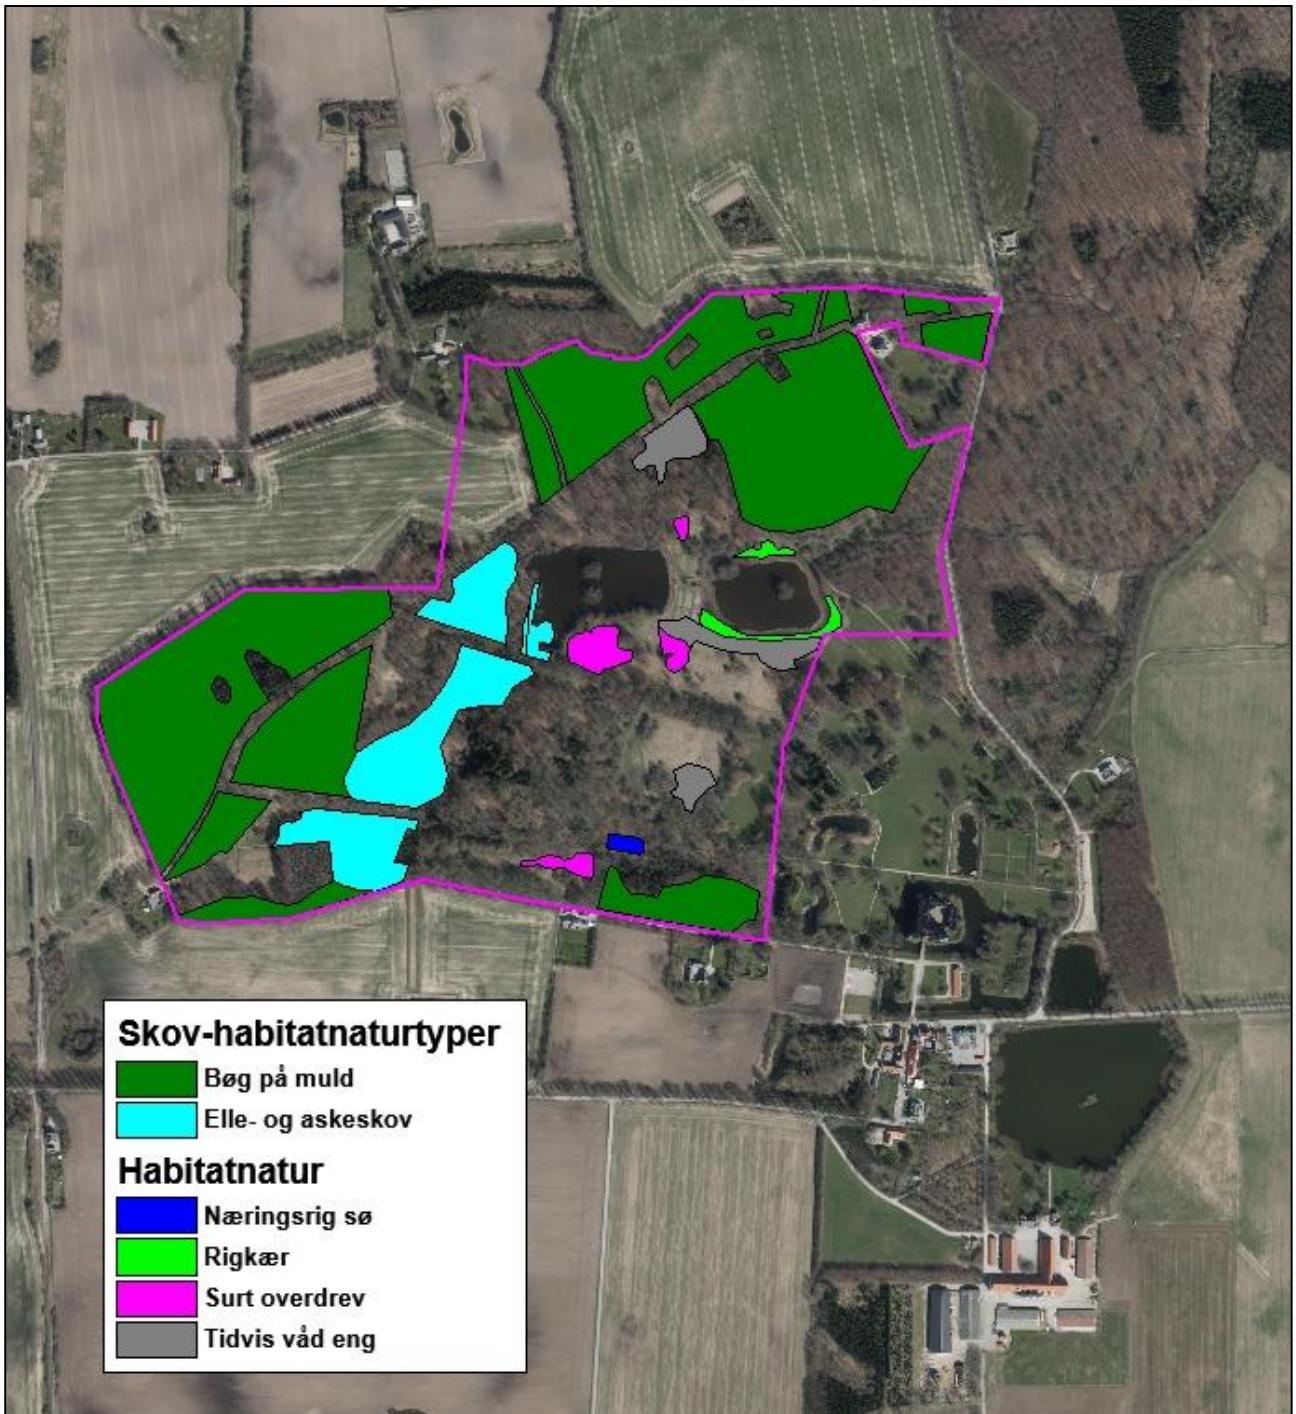 Skov-habitatnaturtyper
Bøg på muld
Elle- og askeskov
Habitatnatur
Næringsrig sø
Rigkær
Surt overdrev
Tidvis våd eng